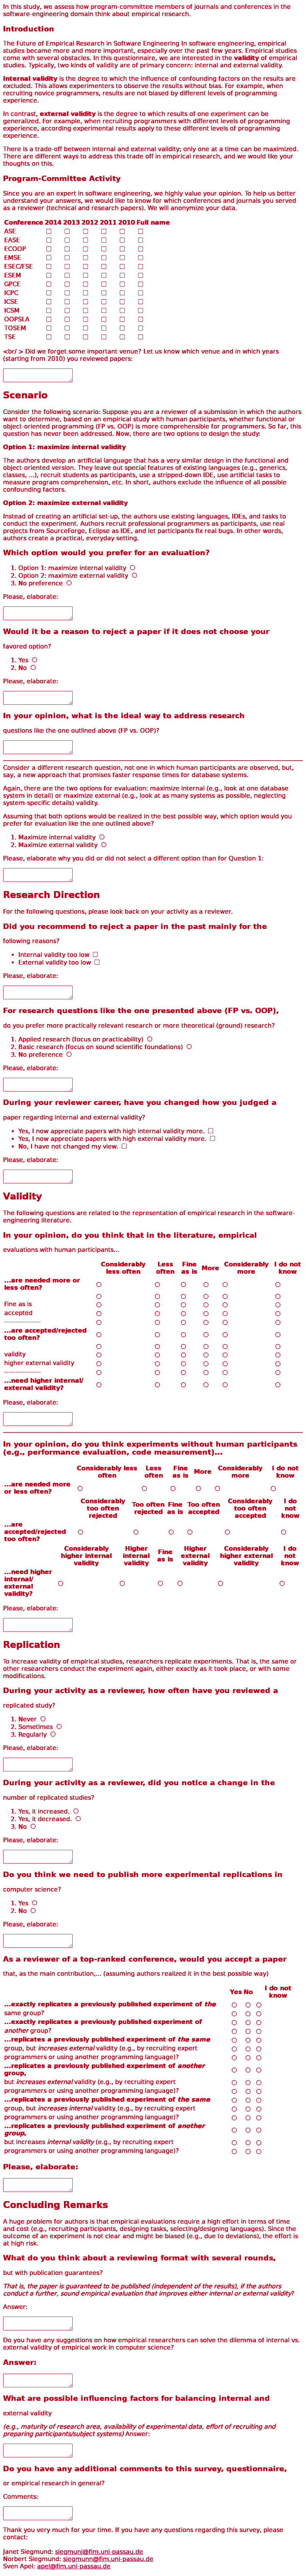 In this study, we assess how program-committee members of journals and conferences in the
software-engineering domain think about empirical research.
Introduction
The Future of Empirical Research in Software Engineering In software engineering, empirical
studies became more and more important, especially over the past few years. Empirical studies
come with several obstacles. In this questionnaire, we are interested in the validity of empirical
studies. Typically, two kinds of validity are of primary concern: internal and external validity.
Internal validity is the degree to which the influence of confounding factors on the results are
excluded. This allows experimenters to observe the results without bias. For example, when
recruiting novice programmers, results are not biased by different levels of programming
experience.
In contrast, external validity is the degree to which results of one experiment can be
generalized. For example, when recruiting programmers with different levels of programming
experience, according experimental results apply to these different levels of programming
experience.
There is a trade-off between internal and external validity; only one at a time can be maximized.
There are different ways to address this trade off in empirical research, and we would like your
thoughts on this.
Program-Committee Activity
Since you are an expert in software engineering, we highly value your opinion. To help us better
understand your answers, we would like to know for which conferences and journals you served
as a reviewer (technical and research papers). We will anonymize your data.
Conference 2014 2013 2012 2011 2010 Full name
ASE
EASE
ECOOP
EMSE
ESEC/FSE
ESEM
GPCE
ICPC
ICSE
ICSM
OOPSLA
TOSEM
TSE
<br/ > Did we forget some important venue? Let us know which venue and in which years
(starting from 2010) you reviewed papers:
Scenario
Consider the following scenario: Suppose you are a reviewer of a submission in which the authors
want to determine, based on an empirical study with human participants, whether functional or
object-oriented programming (FP vs. OOP) is more comprehensible for programmers. So far, this
question has never been addressed. Now, there are two options to design the study:
Option 1: maximize internal validity
The authors develop an artificial language that has a very similar design in the functional and
object-oriented version. They leave out special features of existing languages (e.g., generics,
classes, ...), recruit students as participants, use a stripped-down IDE, use artificial tasks to
measure program comprehension, etc. In short, authors exclude the influence of all possible
confounding factors.
Option 2: maximize external validity
Instead of creating an artificial set-up, the authors use existing languages, IDEs, and tasks to
conduct the experiment. Authors recruit professional programmers as participants, use real
projects from SourceForge, Eclipse as IDE, and let participants fix real bugs. In other words,
authors create a practical, everyday setting.
Which option would you prefer for an evaluation?
1. Option 1: maximize internal validity
2. Option 2: maximize external validity
3. No preference
Please, elaborate:
Would it be a reason to reject a paper if it does not choose your
favored option?
1. Yes
2. No
Please, elaborate:
In your opinion, what is the ideal way to address research
questions like the one outlined above (FP vs. OOP)?
Consider a different research question, not one in which human participants are observed, but,
say, a new approach that promises faster response times for database systems.
Again, there are the two options for evaluation: maximize internal (e.g., look at one database
system in detail) or maximize external (e.g., look at as many systems as possible, neglecting
system-specific details) validity.
Assuming that both options would be realized in the best possible way, which option would you
prefer for evaluation like the one outlined above?
1. Maximize internal validity
2. Maximize external validity
Please, elaborate why you did or did not select a different option than for Question 1:
Research Direction
For the following questions, please look back on your activity as a reviewer.
Did you recommend to reject a paper in the past mainly for the
following reasons?
• Internal validity too low
• External validity too low
Please, elaborate:
For research questions like the one presented above (FP vs. OOP),
do you prefer more practically relevant research or more theoretical (ground) research?
1. Applied research (focus on practicability)
2. Basic research (focus on sound scientific foundations)
3. No preference
Please, elaborate:
During your reviewer career, have you changed how you judged a
paper regarding internal and external validity?
• Yes, I now appreciate papers with high internal validity more.
• Yes, I now appreciate papers with high external validity more.
• No, I have not changed my view.
Please, elaborate:
Validity
The following questions are related to the representation of empirical research in the software-
engineering literature.
In your opinion, do you think that in the literature, empirical
evaluations with human participants...
Considerably less often Less often Fine as is More Considerably more I do not know
...are needed more or less often?
Fine as is
accepted
...are accepted/rejected too often?
validity
higher external validity
...need higher internal/ external validity?
Please, elaborate:
In your opinion, do you think experiments without human participants
(e.g., performance evaluation, code measurement)...
Considerably less often Less often Fine as is More Considerably more I do not know
...are needed more or less often?
Considerably too often rejected Too often rejected Fine as is Too often accepted Considerably too often accepted I do not know
...are accepted/rejected too often?
Considerably higher internal validity Higher internal validity Fine as is Higher external validity Considerably higher external validity I do not know
...need higher internal/ external validity?
Please, elaborate:
Replication
To increase validity of empirical studies, researchers replicate experiments. That is, the same or
other researchers conduct the experiment again, either exactly as it took place, or with some
modifications.
During your activity as a reviewer, how often have you reviewed a
replicated study?
1. Never
2. Sometimes
3. Regularly
Please, elaborate:
During your activity as a reviewer, did you notice a change in the
number of replicated studies?
1. Yes, it increased.
2. Yes, it decreased.
3. No
Please, elaborate:
Do you think we need to publish more experimental replications in
computer science?
1. Yes
2. No
Please, elaborate:
As a reviewer of a top-ranked conference, would you accept a paper
that, as the main contribution,... (assuming authors realized it in the best possible way)
Yes No I do not know
...exactly replicates a previously published experiment of the
same group?
...exactly replicates a previously published experiment of
another group?
...replicates a previously published experiment of the same
group, but increases external validity (e.g., by recruiting expert
programmers or using another programming language)?
...replicates a previously published experiment of another
group,
but increases external validity (e.g., by recruiting expert
programmers or using another programming language)?
...replicates a previously published experiment of the same
group, but increases internal validity (e.g., by recruiting expert
programmers or using another programming language)?
...replicates a previously published experiment of another
group,
but increases internal validity (e.g., by recruiting expert
programmers or using another programming language)?
Please, elaborate:
Concluding Remarks
A huge problem for authors is that empirical evaluations require a high effort in terms of time
and cost (e.g., recruiting participants, designing tasks, selecting/designing languages). Since the
outcome of an experiment is not clear and might be biased (e.g., due to deviations), the effort is
at high risk.
What do you think about a reviewing format with several rounds,
but with publication guarantees?
That is, the paper is guaranteed to be published (independent of the results), if the authors
conduct a further, sound empirical evaluation that improves either internal or external validity?
Answer:
Do you have any suggestions on how empirical researchers can solve the dilemma of internal vs.
external validity of empirical work in computer science?
Answer:
What are possible influencing factors for balancing internal and
external validity
(e.g., maturity of research area, availability of experimental data, effort of recruiting and
preparing participants/subject systems) Answer:
Do you have any additional comments to this survey, questionnaire,
or empirical research in general?
Comments:
Thank you very much for your time. If you have any questions regarding this survey, please
contact:
Janet Siegmund: siegmunj@fim.uni-passau.de
Norbert Siegmund: siegmunn@fim.uni-passau.de
Sven Apel: apel@fim.uni-passau.de